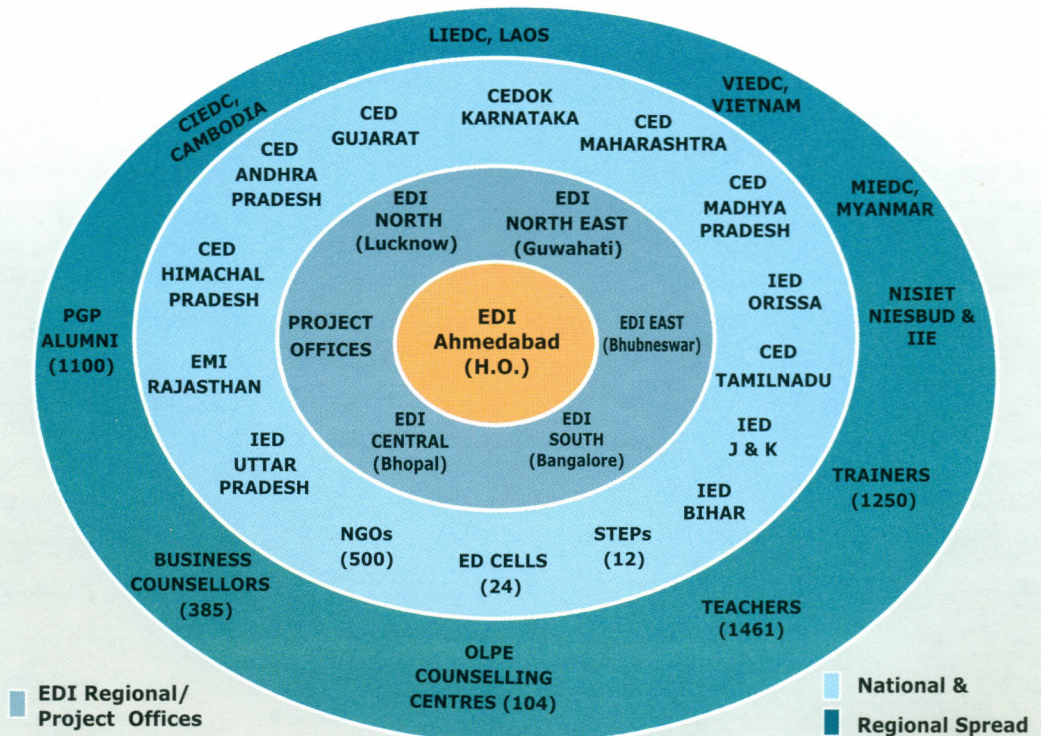 LIEDC, LAOS
CIEDC,
CAMBODIA
VIEDC,
VIETNAM
MIEDC,
MYANMAR
NISIET
NIESBUD &
IIE
TRAINERS
(1250)
TEACHERS
(1461)
OLPE
COUNSELLING
CENTRES (104)
BUSINESS
COUNSELLORS
(385)
PGP
ALUMNI
(1100)
CED
GUJARAT
CEDOK
KARNATAKA
CED
MAHARASHTRA
CED
MADHYA
PRADESH
IED
ORISSA
CED
TAMILNADU
IED
J & K
IED
BIHAR
STEPs
(12)
ED CELLS
(24)
NGOs
(500)
IED
UTTAR
PRADESH
EMI
RAJASTHAN
CED
HIMACHAL
PRADESH
CED
ANDHRA
PRADESH
EDI
NORTH
(Lucknow)
EDI
NORTH EAST
(Guwahati)
EDI EAST
(Bhubneswar)
EDI
SOUTH
(Bangalore)
EDI
CENTRAL
(Bhopal)
PROJECT
OFFICES
EDI
Ahmedabad
(H.O.)
EDI Regional/
Project Offices
National &
Regional Spread